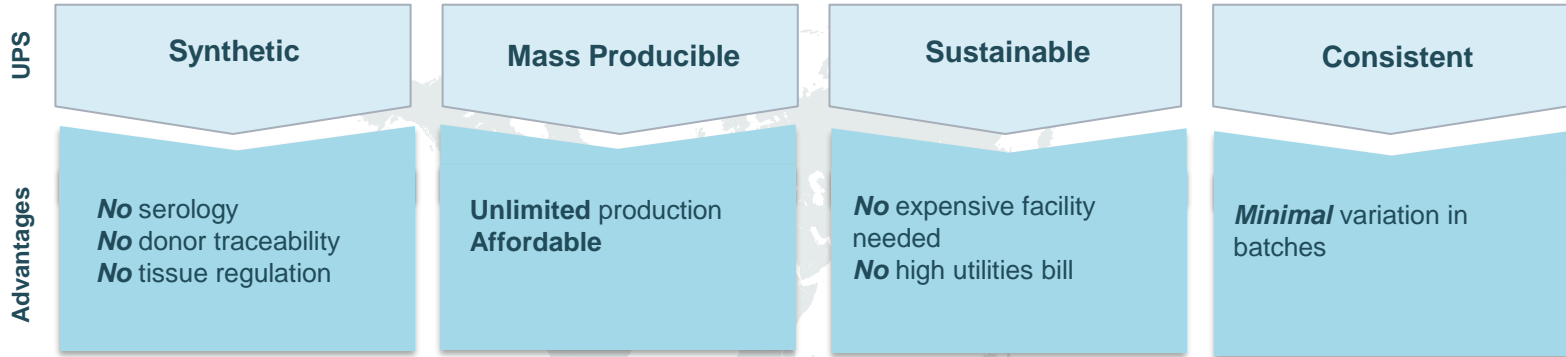 UPS
Synthetic
Mass Producible
Sustainable
Consistent
Advantages
No serology
No donor traceability
No tissue regulation
Unlimited production
Affordable
No expensive facility
needed
No high utilities bill
Minimal variation in
batches